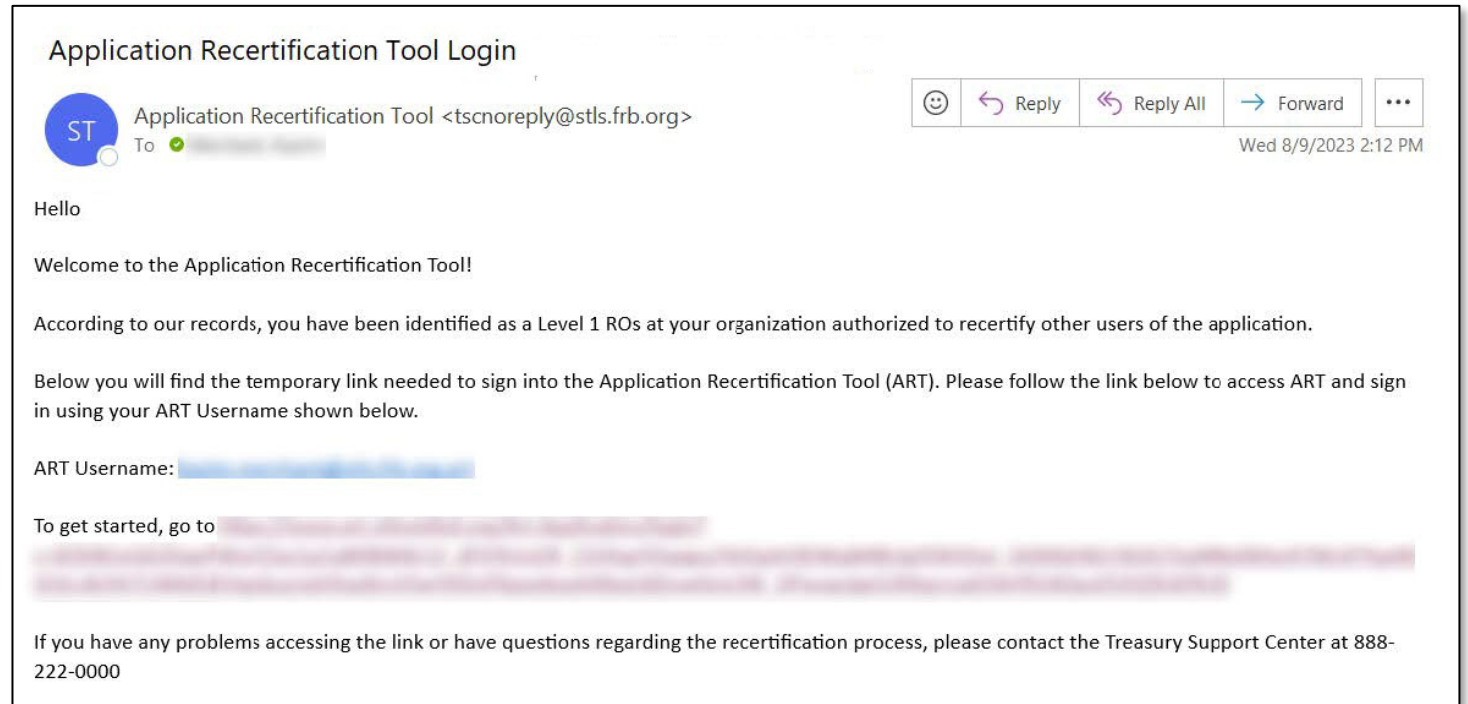 Application Recertification Tool Login
ST
Application Recertification Tool <tscnoreply@stls.frb.org>
Reply
Reply All
Forward
To
Wed 8/9/2023 2:12 PM
Hello
Welcome to the Application Recertification Tool!
According to our records, you have been identified as a Level 1 ROs at your organization authorized to recertify other users of the application.
Below you will find the temporary link needed to sign into the Application Recertification Tool (ART). Please follow the link below to access ART and sign
in using your ART Username shown below.
ART Username:
To get started, go to
If you have any problems accessing the link or have questions regarding the recertification process, please contact the Treasury Support Center at 888-
222-0000